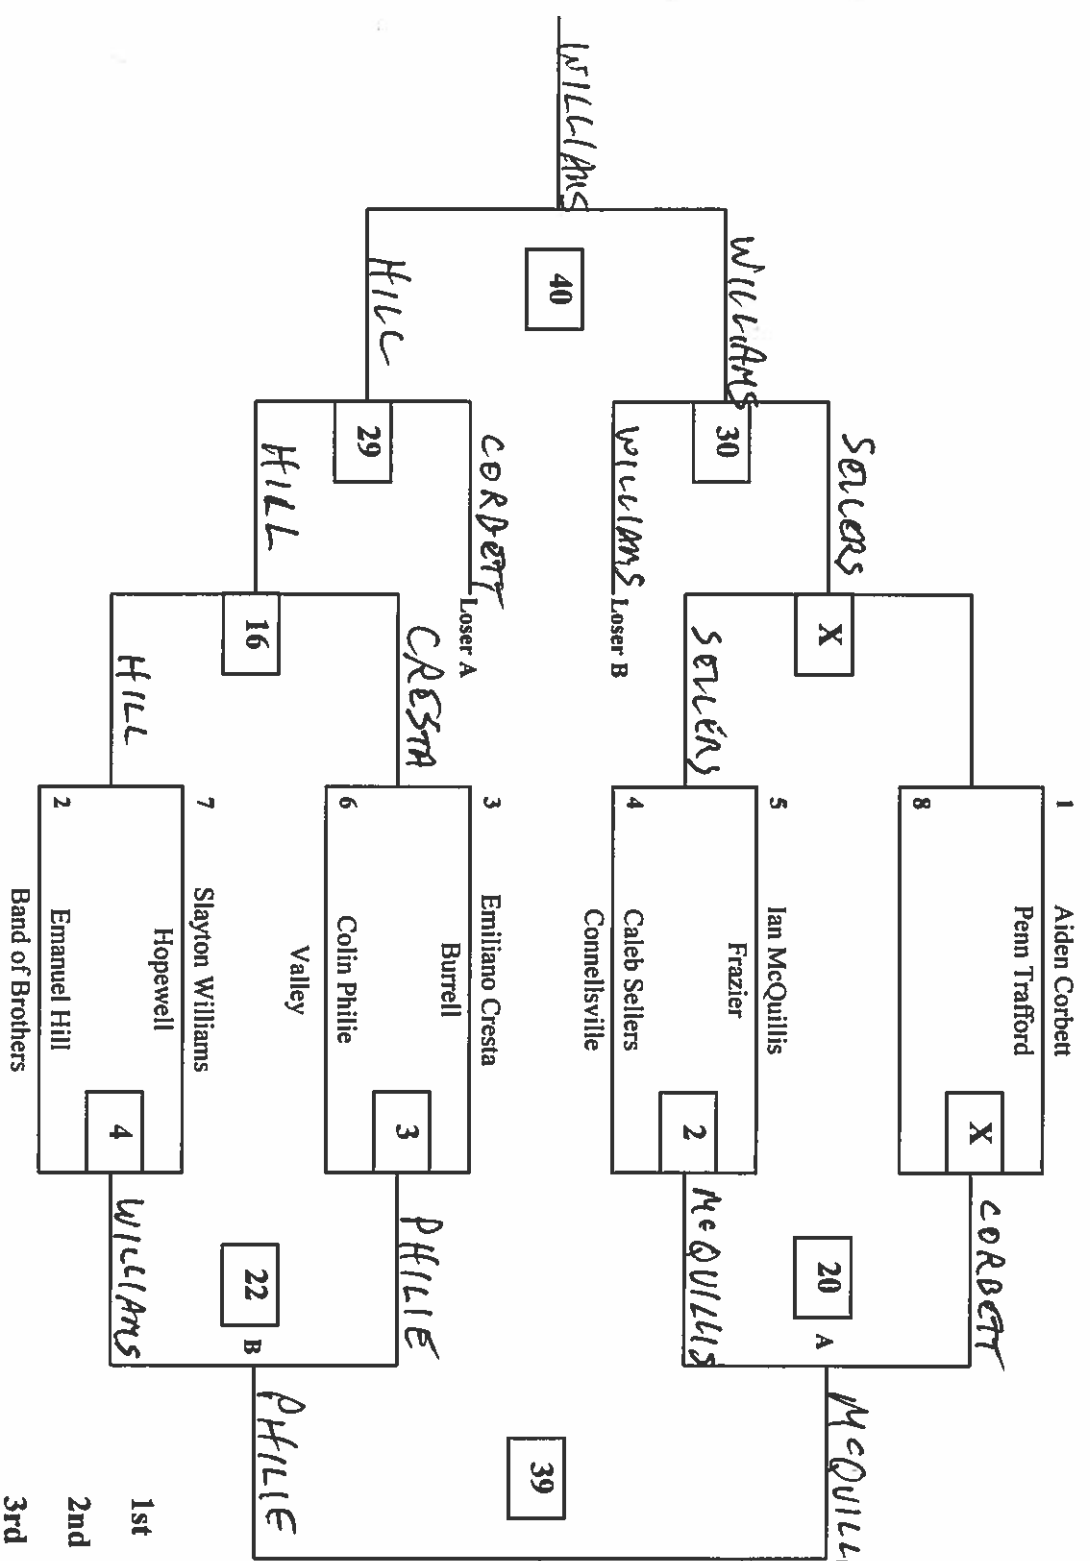 1 Aiden Corbett
Penn Trafford
X CORBETT
8
SELLERS
X
20
A
5 Ian McQuillis
Frazier
WILLIAMS
30
SELLERS
2 McQUILLIS
WILLIAMS Loser B
4 Caleb Sellers
Connellsville
WILLIAMS
40
39
CORBETT Loser A
3 Emiliano Cresta
Burrell
CRESTA
3 PHILIE
HILL
29
6 Colin Philie
Valley
HILL
16
22
B
PHILIE
7 Slayton Williams
Hopewell
HILL
4 WILLIAMS
2 Emanuel Hill
Band of Brothers
1st
2nd
3rd